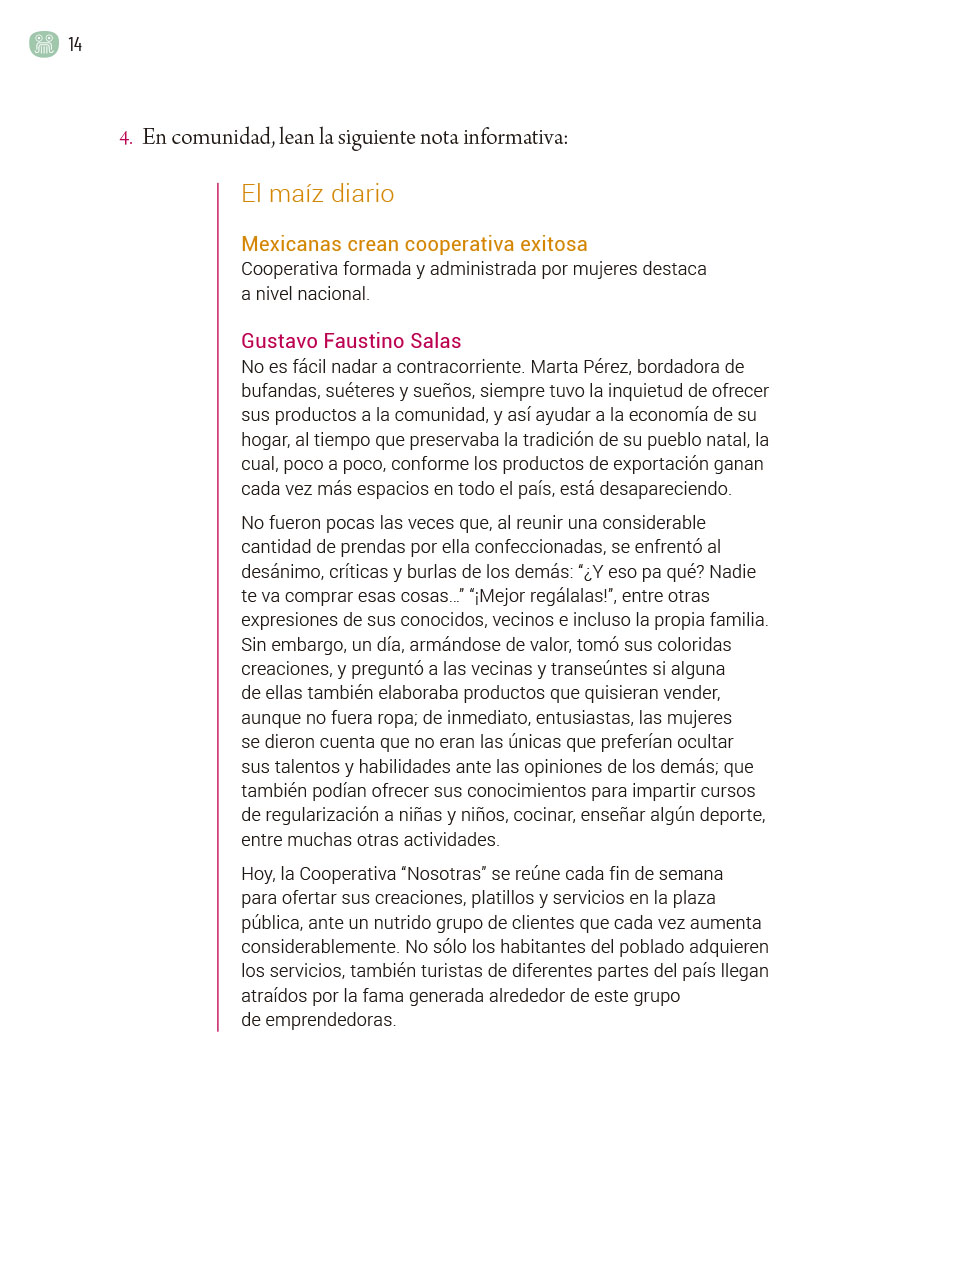 14
4. En comunidad, lean la siguiente nota informativa:
El maíz diario
Mexicanas crean cooperativa exitosa
Cooperativa formada y administrada por mujeres destaca
a nivel nacional.
Gustavo Faustino Salas
No es fácil nadar a contracorriente. Marta Pérez, bordadora de
bufandas, suéteres y sueños, siempre tuvo la inquietud de ofrecer
sus productos a la comunidad, y así ayudar a la economía de su
hogar, al tiempo que preservaba la tradición de su pueblo natal, la
cual, poco a poco, conforme los productos de exportación ganan
cada vez más espacios en todo el país, está desapareciendo.
No fueron pocas las veces que, al reunir una considerable
cantidad de prendas por ella confeccionadas, se enfrentó al
desánimo, críticas y burlas de los demás: “¿Y eso pa qué? Nadie
te va comprar esas cosas…” “¡Mejor regálalas!”, entre otras
expresiones de sus conocidos, vecinos e incluso la propia familia.
Sin embargo, un día, armándose de valor, tomó sus coloridas
creaciones, y preguntó a las vecinas y transeúntes si alguna
de ellas también elaboraba productos que quisieran vender,
aunque no fuera ropa; de inmediato, entusiastas, las mujeres
se dieron cuenta que no eran las únicas que preferían ocultar
sus talentos y habilidades ante las opiniones de los demás; que
también podían ofrecer sus conocimientos para impartir cursos
de regularización a niñas y niños, cocinar, enseñar algún deporte,
entre muchas otras actividades.
Hoy, la Cooperativa “Nosotras” se reúne cada fin de semana
para ofertar sus creaciones, platillos y servicios en la plaza
pública, ante un nutrido grupo de clientes que cada vez aumenta
considerablemente. No sólo los habitantes del poblado adquieren
los servicios, también turistas de diferentes partes del país llegan
atraídos por la fama generada alrededor de este grupo
de emprendedoras.